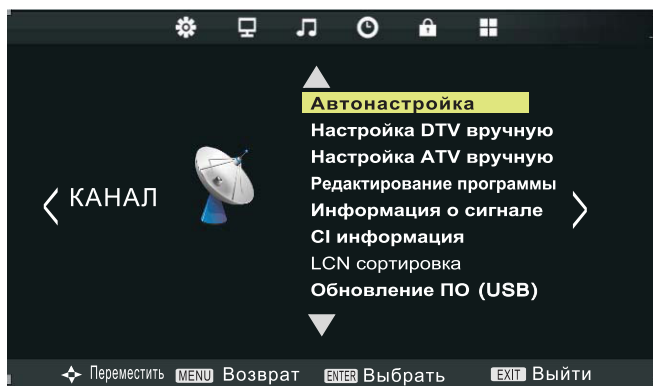 КАНАЛ
Автонастройка
Настройка DTV вручную
Настройка ATV вручную
Редактирование программы
Информация о сигнале
CI информация
LCN сортировка
Обновление ПО (USB)
Переместить MENU Возврат ENTER Выбрать EXIT Выйти